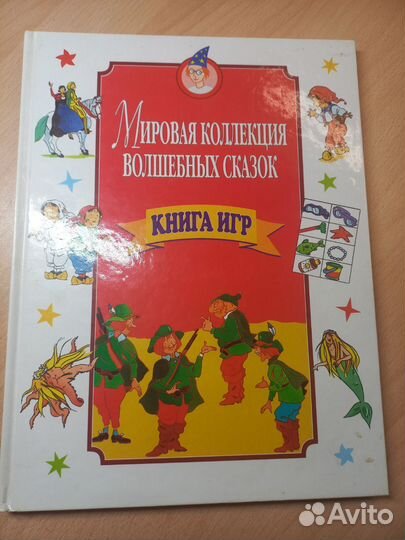 Мировая коллекция
волшебных сказок
КНИГА ИГР
Avito